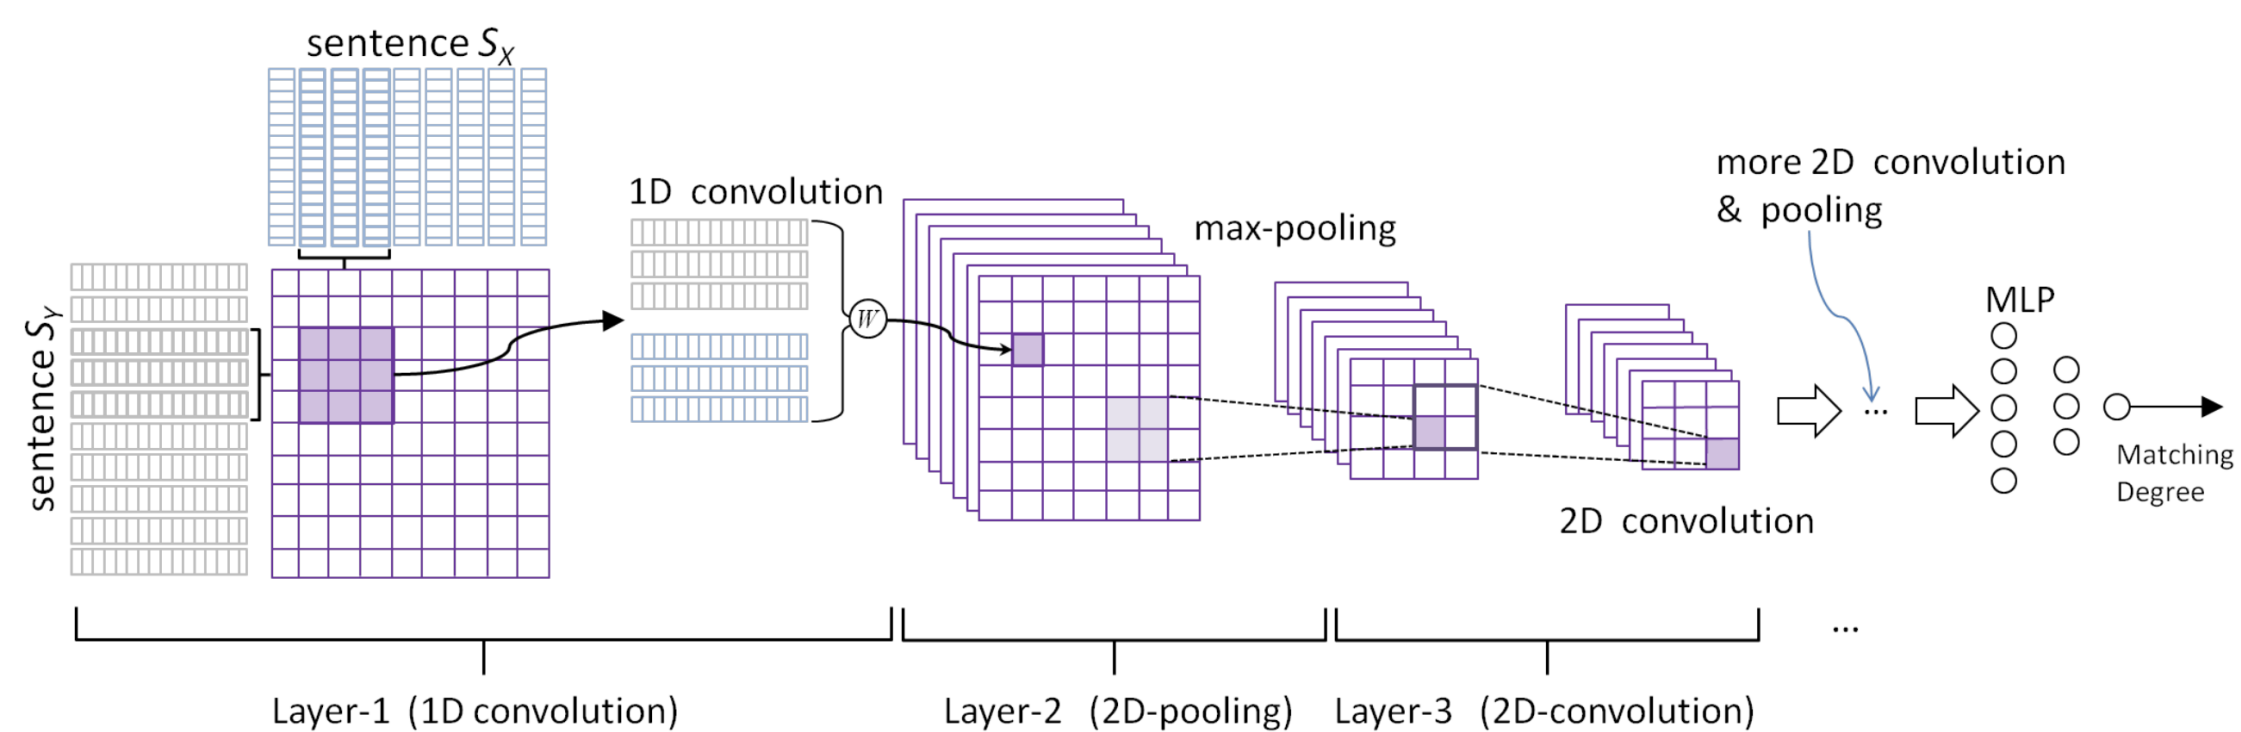 sentence S_X
sentence S_Y
1D convolution
W
max-pooling
2D convolution
more 2D convolution
& pooling
...
MLP
Matching
Degree
Layer-1 (1D convolution)
Layer-2 (2D-pooling)
Layer-3 (2D-convolution)
...